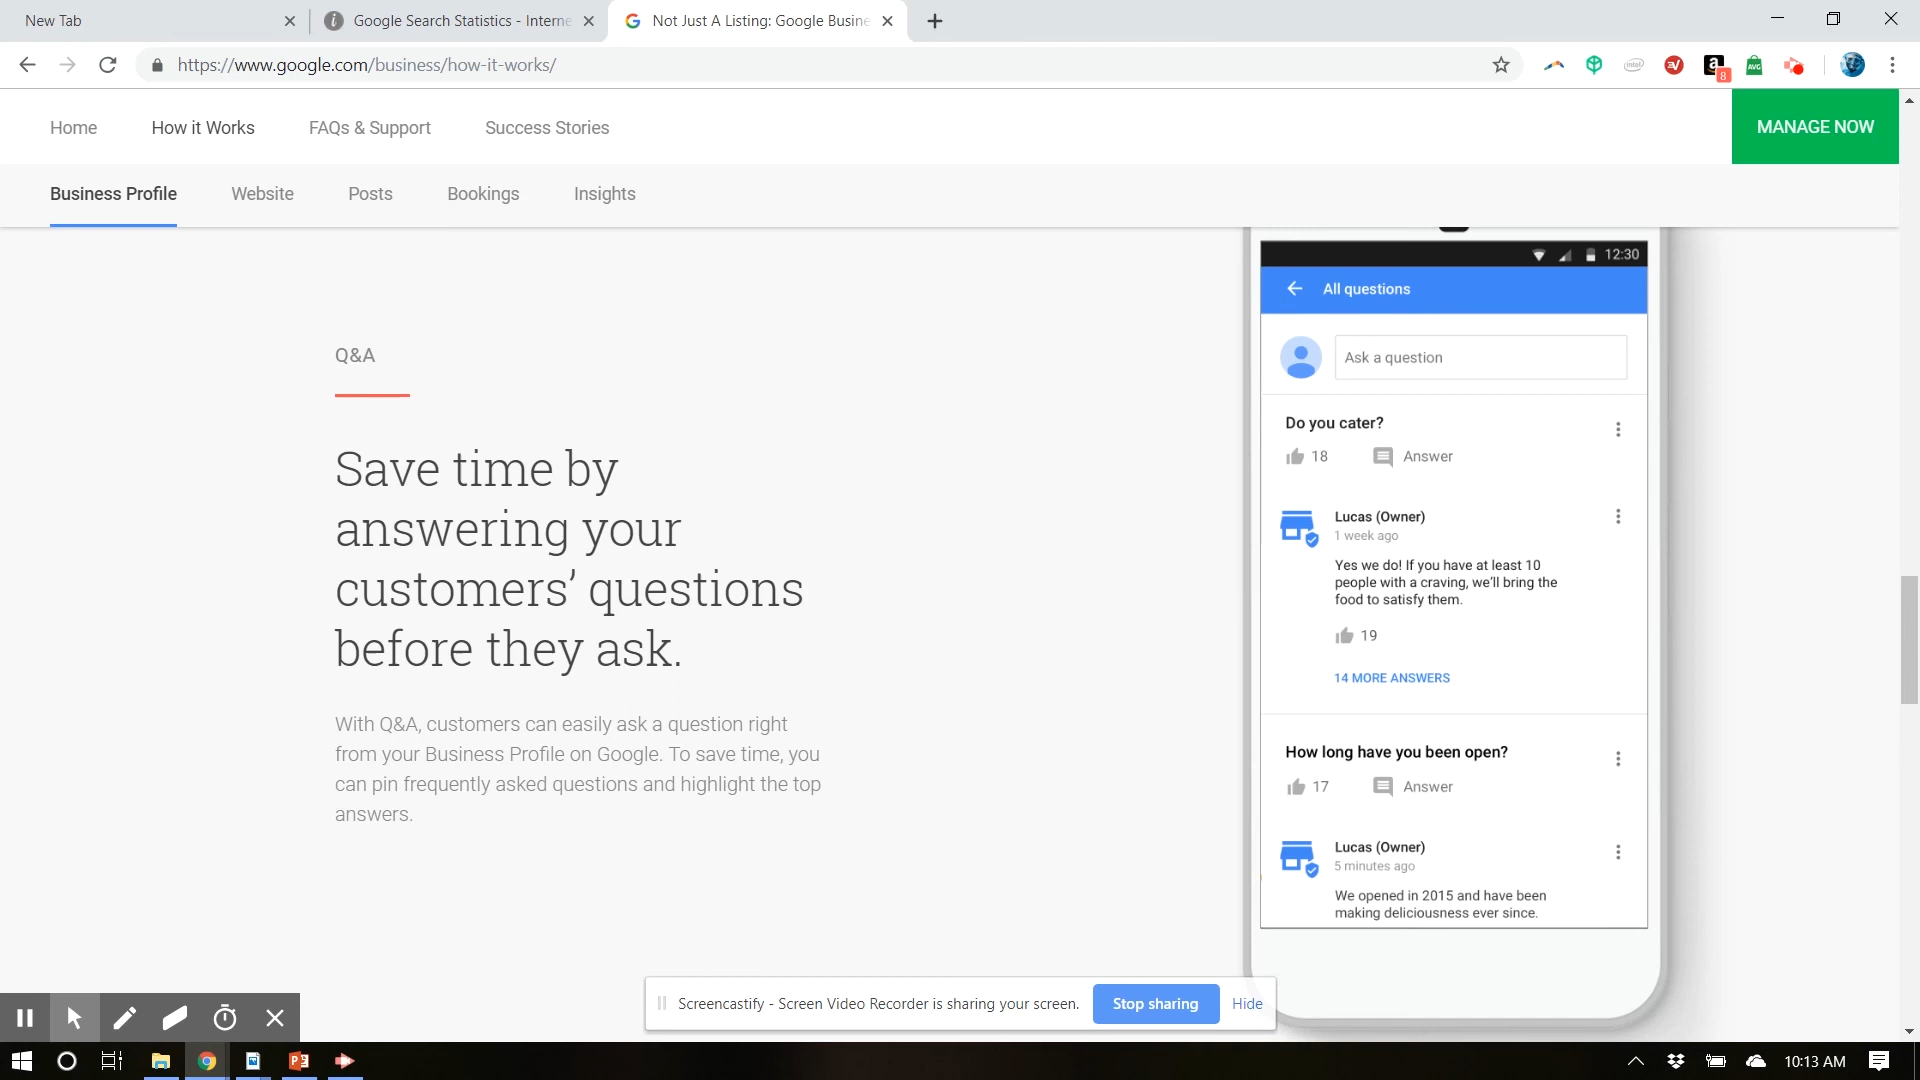 New Tab
Google Search Statistics - Interne
Not Just A Listing: Google Busine
https://www.google.com/business/how-it-works/
intel
a
8
AVG
Home
How it Works
FAQs & Support
Success Stories
MANAGE NOW
Business Profile
Website
Posts
Bookings
Insights
12:30
All questions
Ask a question
Q&A
Save time by
answering your
customers’ questions
before they ask.
With Q&A, customers can easily ask a question right
from your Business Profile on Google. To save time, you
can pin frequently asked questions and highlight the top
answers.
Do you cater?
18
Answer
Lucas (Owner)
1 week ago
Yes we do! If you have at least 10
people with a craving, we’ll bring the
food to satisfy them.
19
14 MORE ANSWERS
How long have you been open?
17
Answer
Lucas (Owner)
5 minutes ago
We opened in 2015 and have been
making deliciousness ever since.
Screencastify - Screen Video Recorder is sharing your screen.
Stop sharing
Hide
10:13 AM